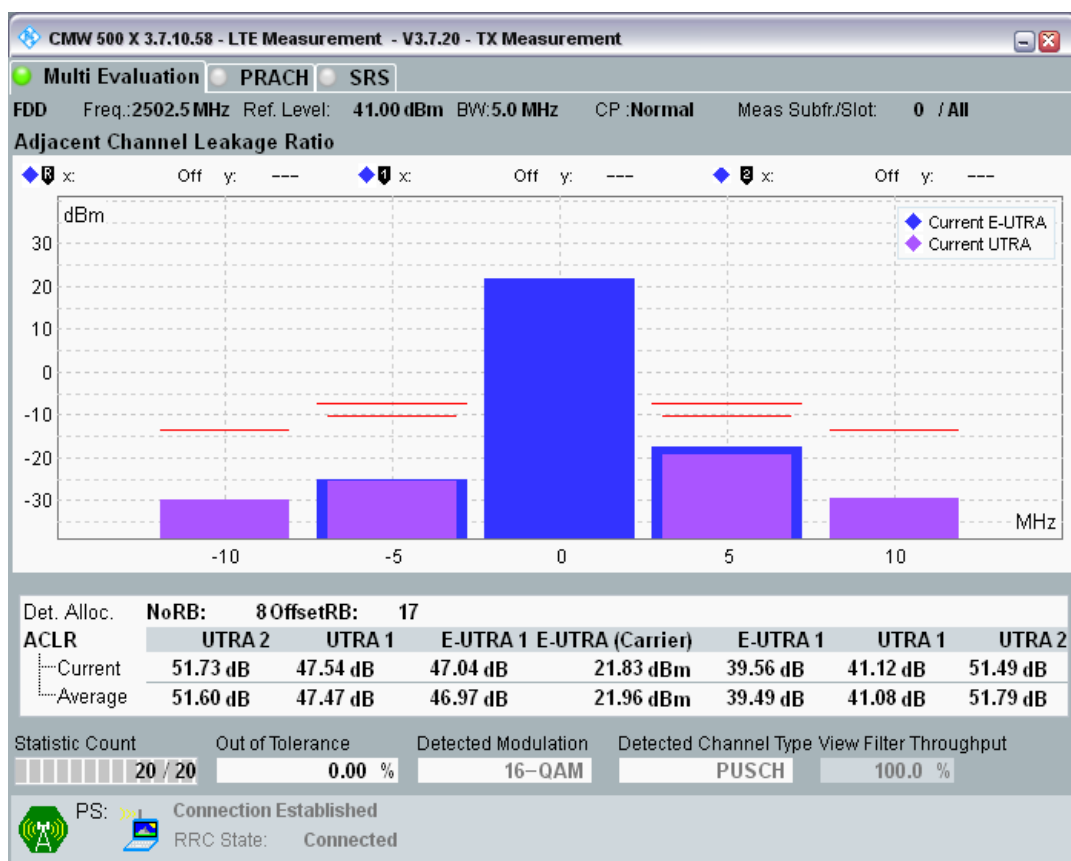 CMW 500 X 3.7.10.58 - LTE Measurement - V3.7.20 - TX Measurement
Multi Evaluation PRACH SRS
FDD Freq.:2502.5 MHz Ref. Level: 41.00 dBm BW:5.0 MHz CP :Normal Meas Subfr./Slot: 0 / All
Adjacent Channel Leakage Ratio
R x: Off y: --- 1 x: Off y: --- 2 x: Off y: ---
dBm
Current E-UTRA
Current UTRA
30
20
10
0
-10
-20
-30
MHz
-10 -5 0 5 10
Det. Alloc. NoRB: 8 OffsetRB: 17
ACLR UTRA 2 UTRA 1 E-UTRA 1 E-UTRA (Carrier) E-UTRA 1 UTRA 1 UTRA 2
Current 51.73 dB 47.54 dB 47.04 dB 21.83 dBm 39.56 dB 41.12 dB 51.49 dB
Average 51.60 dB 47.47 dB 46.97 dB 21.96 dBm 39.49 dB 41.08 dB 51.79 dB
Statistic Count Out of Tolerance Detected Modulation Detected Channel Type View Filter Throughput
20 / 20 0.00 % 16-QAM PUSCH 100.0 %
PS: Connection Established
RRC State: Connected